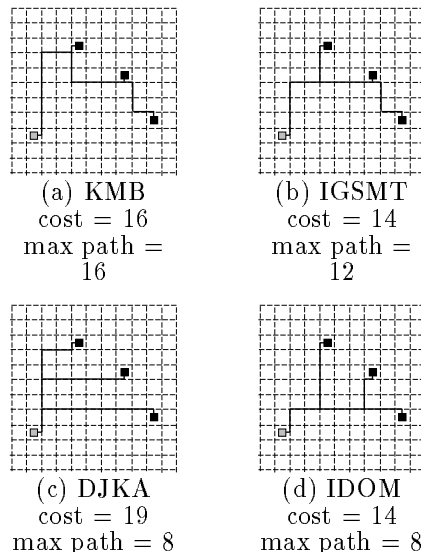 (a) KMB
cost = 16
max path =
16
(b) IGSMT
cost = 14
max path =
12
(c) DJKA
cost = 19
max path = 8
(d) IDOM
cost = 14
max path = 8